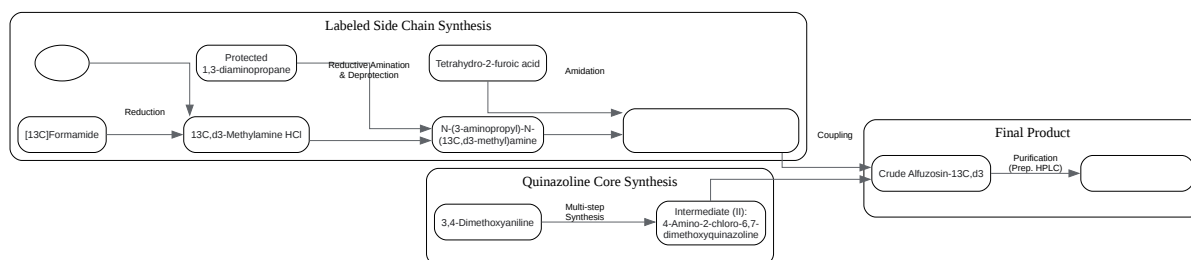 Labeled Side Chain Synthesis
Protected
1,3-diaminopropane
Reductive Amination
& Deprotection
Tetrahydro-2-furoic acid
Amidation
[13C]Formamide
Reduction
13C,d3-Methylamine HCl
N-(3-aminopropyl)-N-
(13C,d3-methyl)amine
Coupling
Final Product
Crude Alfuzosin-13C,d3
Purification
(Prep. HPLC)
Quinazoline Core Synthesis
3,4-Dimethoxyaniline
Multi-step
Synthesis
Intermediate (II):
4-Amino-2-chloro-6,7-
dimethoxyquinazoline